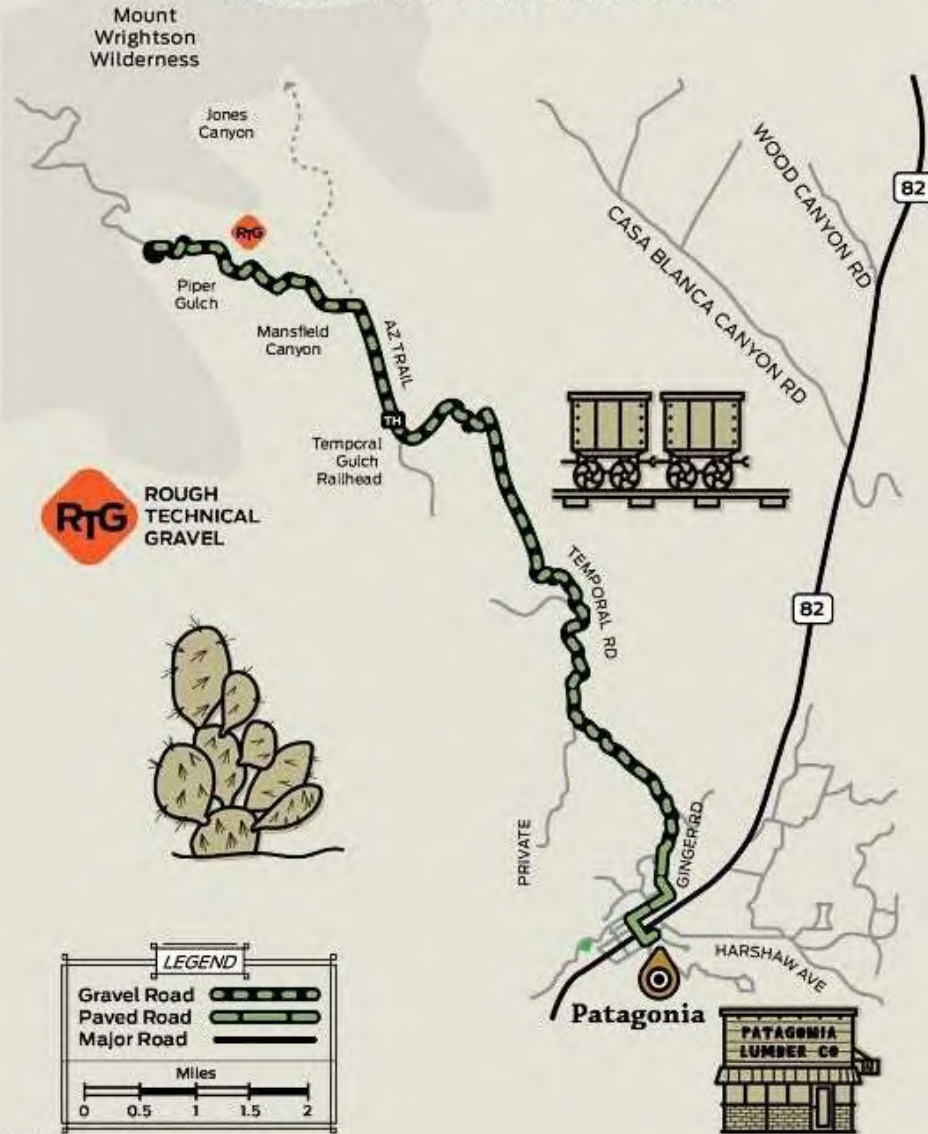 Mount
Wrightson
Wilderness
Jones
Canyon
WOOD CANYON RD
82
CASA BLANCA CANYON RD
RTG
Piper
Gulch
Mansfield
Canyon
AZ TRAIL
TH
Temporal
Gulch
Railhead
RTG
ROUGH
TECHNICAL
GRAVEL
TEMPORAL RD
82
PRIVATE
GINGER RD
HARSHAW AVE
Patagonia
PATAGONIA
LUMBER CO
LEGEND
Gravel Road
Paved Road
Major Road
Miles
0 0.5 1 1.5 2